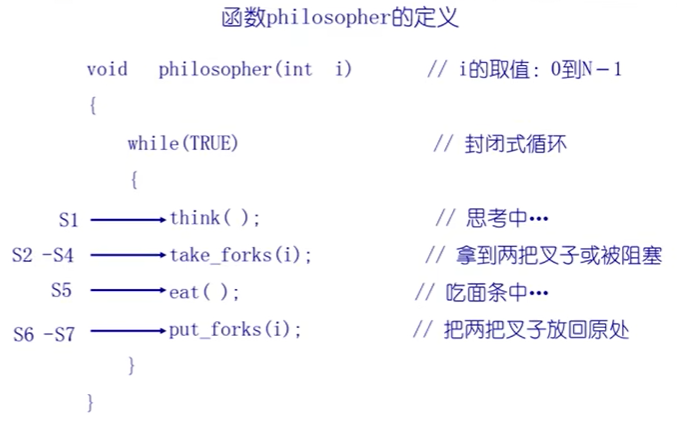 函数philosopher的定义
void philosopher(int i) // i的取值：0到N－1
{
while(TRUE) // 封闭式循环
{
S1 think( ); // 思考中…
S2 -S4 take_forks(i); // 拿到两把叉子或被阻塞
S5 eat( ); // 吃面条中…
S6 -S7 put_forks(i); // 把两把叉子放回原处
}
}